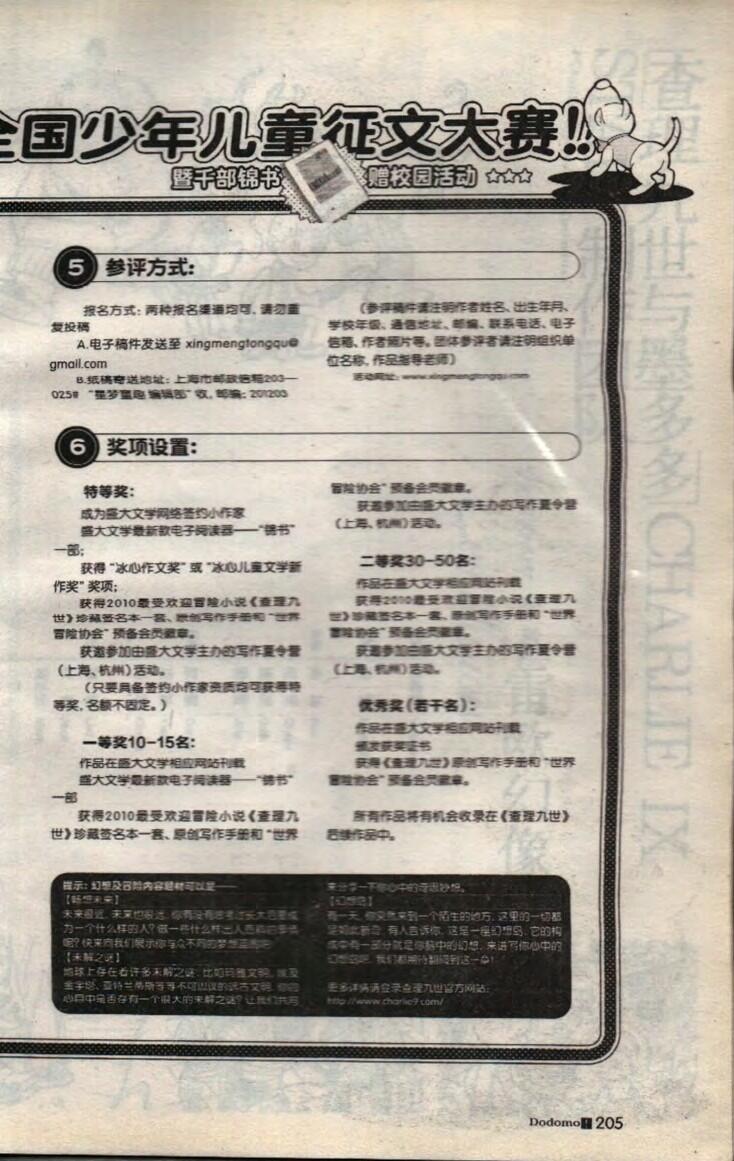 全国少年儿童征文大赛!!
暨千部锦书 赠校园活动 ☆☆☆
5 参评方式:
报名方式:两种报名渠道均可,请勿重
复投稿
A.电子稿件发送至 xingmengtongqu@
gmail.com
B.纸稿寄送地址:上海市邮政信箱203—
025# “星梦童趣 编辑部” 收,邮编:201203
(参评稿件请注明作者姓名、出生年月、
学校年级、通信地址、邮编、联系电话、电子
信箱、作者照片等。团体参评者请注明组织单
位名称,作品指导老师)
活动网址:www.xingmengtongqu.com
6 奖项设置:
特等奖:
成为盛大文学网络签约小作家
盛大文学最新款电子阅读器——“锦书”
一部;
获得“冰心作文奖”或“冰心儿童文学新
作奖”奖项;
获得2010最受欢迎冒险小说《查理九
世》珍藏签名本一套、原创写作手册和“世界
冒险协会”预备会员徽章。
获邀参加由盛大文学主办的写作夏令营
(上海、杭州)活动。
(只要具备签约小作家资质均可获得特
等奖,名额不固定。)
一等奖10-15名:
作品在盛大文学相应网站刊载
盛大文学最新款电子阅读器——“锦书”
一部
获得2010最受欢迎冒险小说《查理九
世》珍藏签名本一套、原创写作手册和“世界
冒险协会”预备会员徽章。
获邀参加由盛大文学主办的写作夏令营
(上海、杭州)活动。
二等奖30-50名:
作品在盛大文学相应网站刊载
获得2010最受欢迎冒险小说《查理九
世》珍藏签名本一套、原创写作手册和“世界
冒险协会”预备会员徽章。
获邀参加由盛大文学主办的写作夏令营
(上海、杭州)活动。
优秀奖(若干名):
作品在盛大文学相应网站刊载
颁发获奖证书
获得《查理九世》原创写作手册和“世界
冒险协会”预备会员徽章。
所有作品将有机会收录在《查理九世》
后续作品中。
提示:幻想及冒险内容题材可以是——
【畅想未来】
未来很近,未来也很远,你有没有思考过长大后要成
为一个什么样的人?做一些什么样出人意料的事情
呢?快来向我们展示你与众不同的梦想蓝图吧!
【未解之谜】
地球上存在着许多未解之谜,比如玛雅文明、埃及
金字塔、亚特兰蒂斯等等不可思议的远古文明,你的
心目中是否存有一个很大的未解之谜?让我们共同
来分享一下你心中的奇思妙想。
【幻想岛】
有一天,你突然来到一个陌生的地方,这里的一切都
是如此新奇,有人告诉你,这是一座幻想岛,它的构
成中有一部分就是你脑中的幻想,来谱写你心中的
幻想岛吧,我们都期待翻阅到这一章!
更多详情请登录查理九世官方网站:
http://www.charlie9.com/
Dodomo! 205